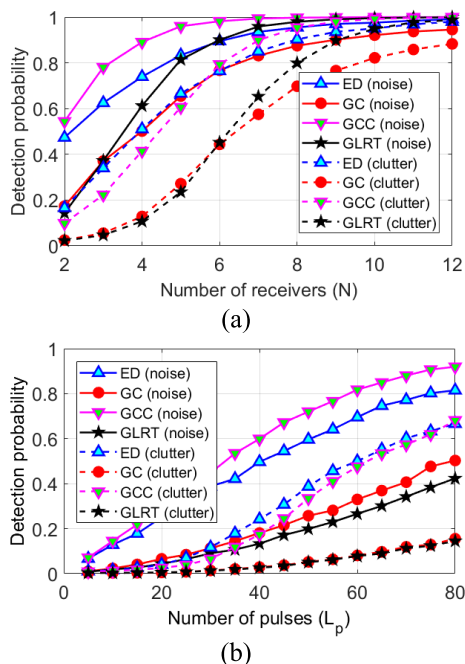 (a)
Detection probability
1
0.8
0.6
0.4
0.2
0
2
4
6
8
10
12
Number of receivers (N)
ED (noise)
GC (noise)
GCC (noise)
GLRT (noise)
ED (clutter)
GC (clutter)
GCC (clutter)
GLRT (clutter)
(a)
Detection probability
1
0.8
0.6
0.4
0.2
0
0
20
40
60
80
Number of pulses (Lp)
ED (noise)
GC (noise)
GCC (noise)
GLRT (noise)
ED (clutter)
GC (clutter)
GCC (clutter)
GLRT (clutter)
(b)